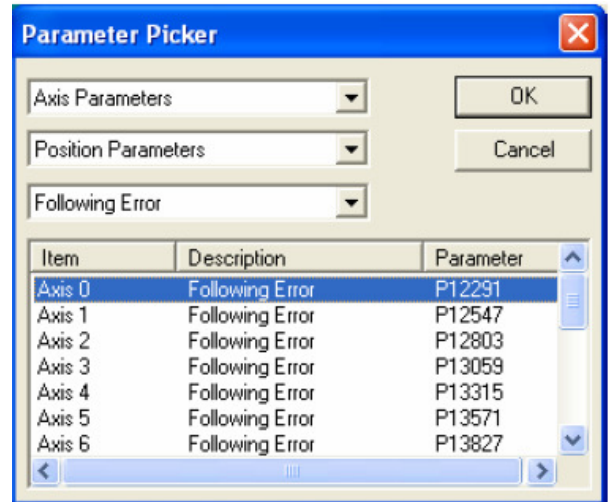 Parameter Picker
Axis Parameters OK
Position Parameters Cancel
Following Error
Item Description Parameter
Axis 0 Following Error P12291
Axis 1 Following Error P12547
Axis 2 Following Error P12803
Axis 3 Following Error P13059
Axis 4 Following Error P13315
Axis 5 Following Error P13571
Axis 6 Following Error P13827